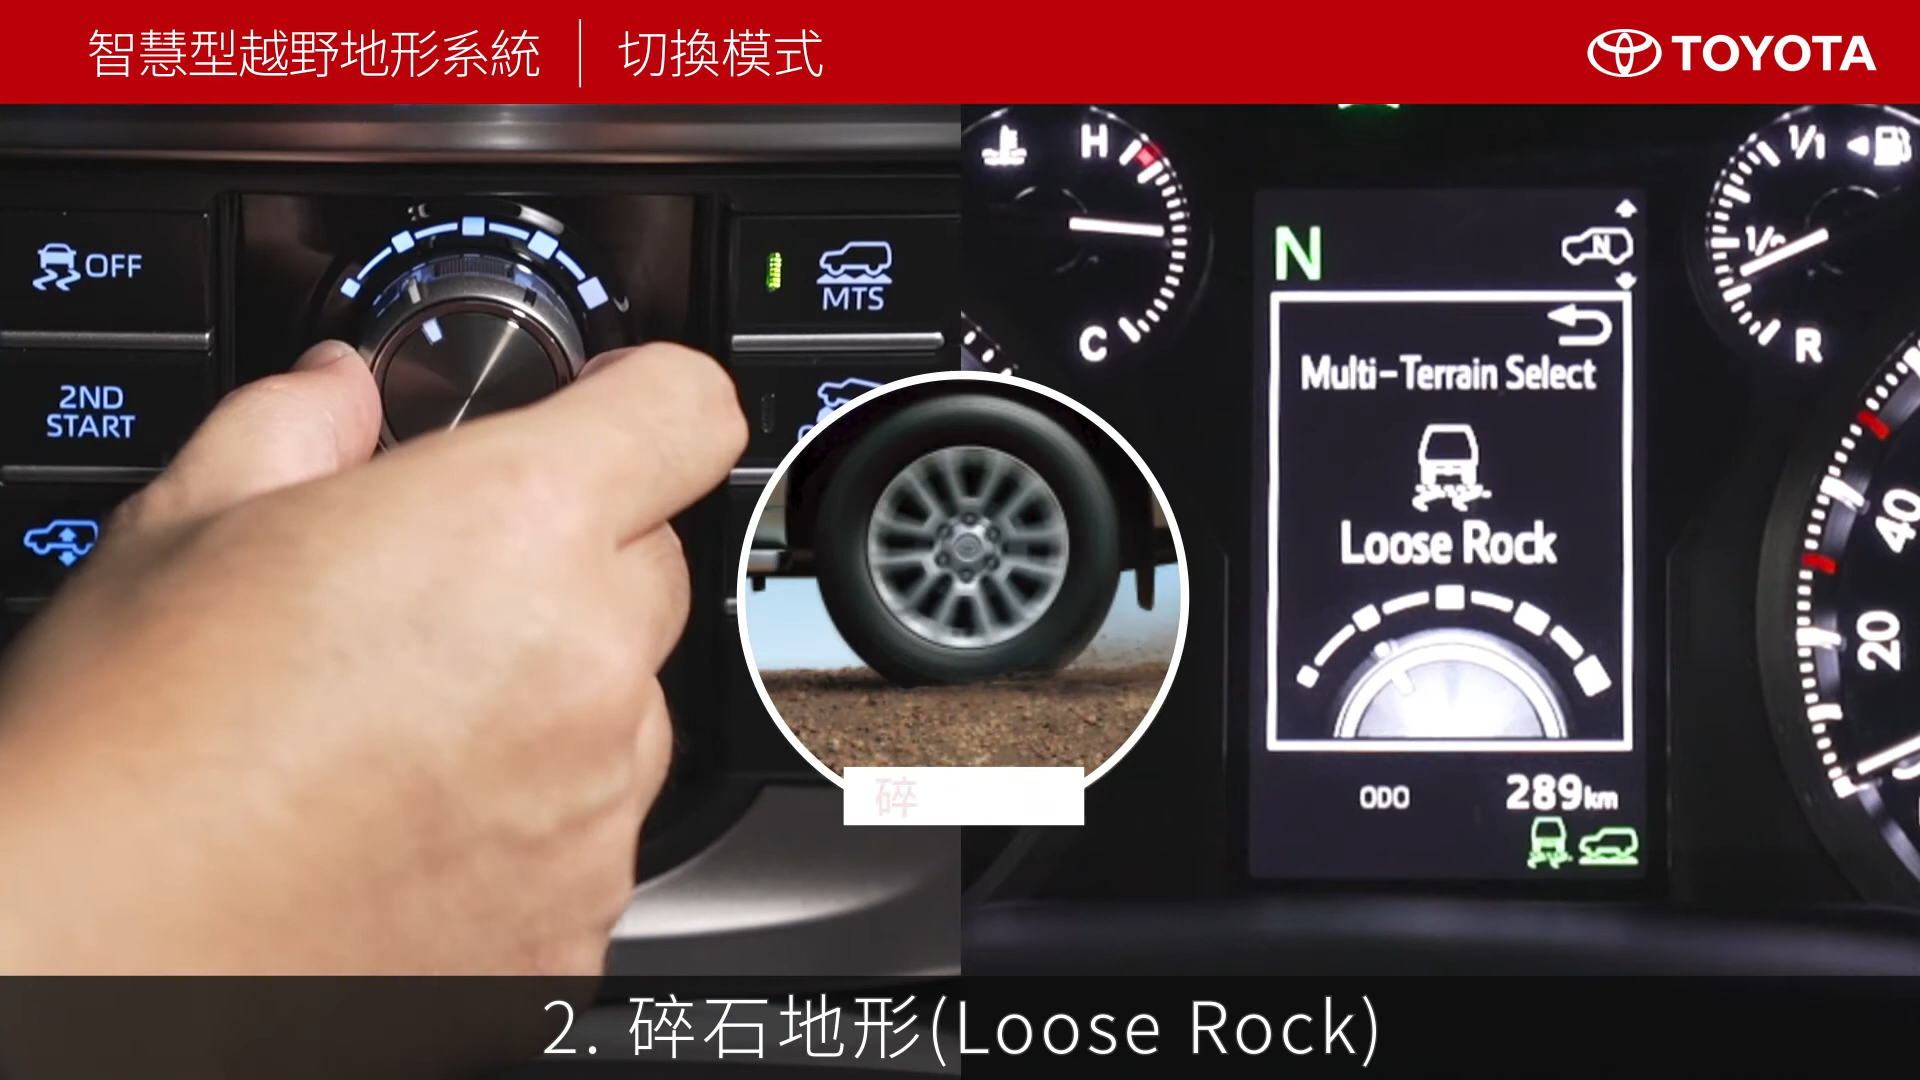 智慧型越野地形系統 切換模式
TOYOTA
OFF
MTS
2ND
START
H
C
1/1
1/2
R
N
N
Multi-Terrain Select
Loose Rock
40
20
ODO 289km
碎
2. 碎石地形(Loose Rock)